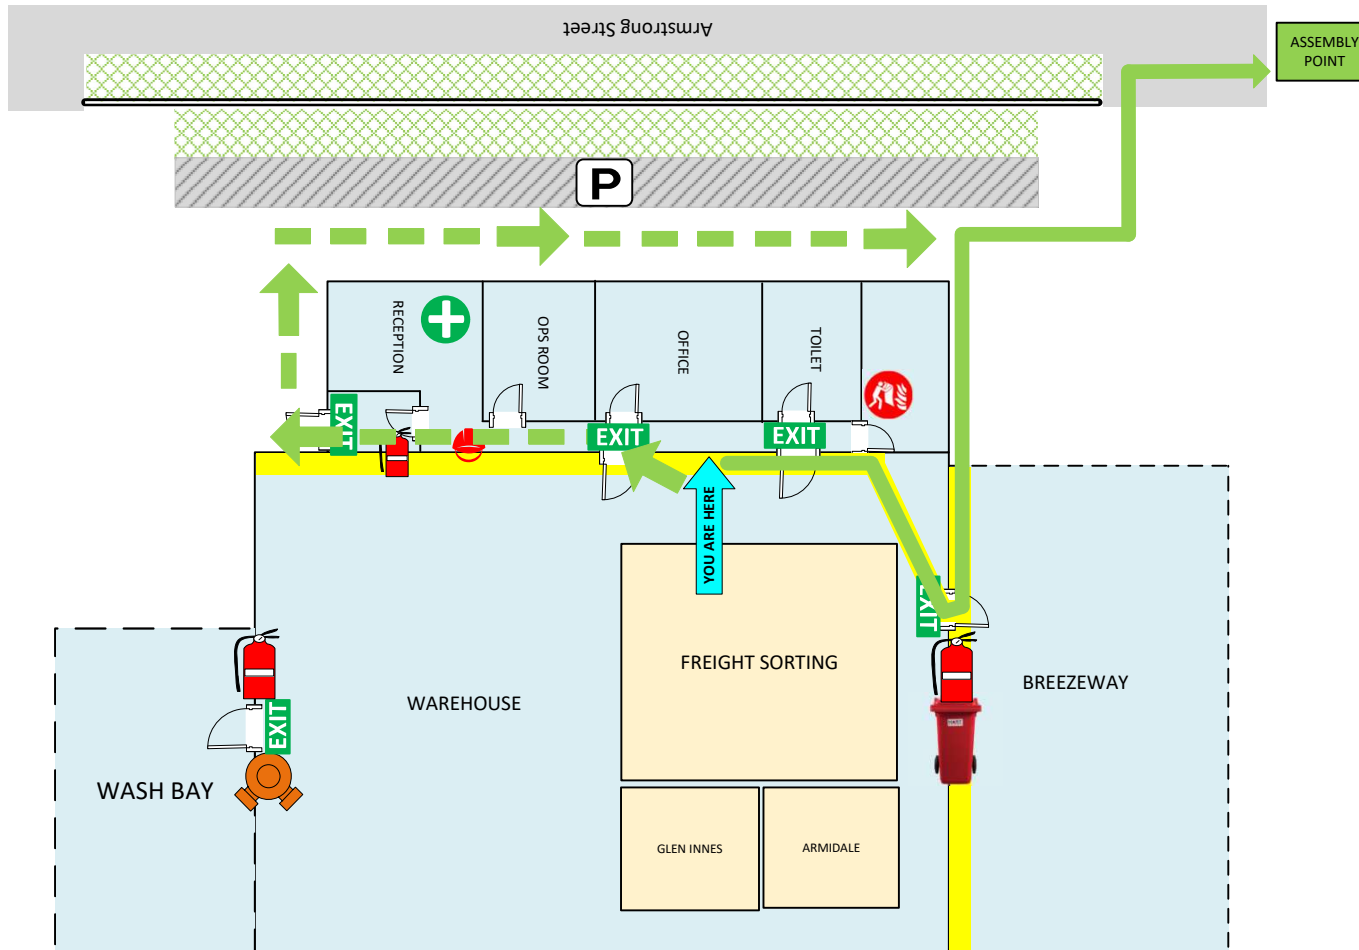 Armstrong Street
ASSEMBLY
POINT
P
RECEPTION
OPS ROOM
OFFICE
TOILET
EXIT
EXIT
EXIT
YOU ARE HERE
EXIT
FREIGHT SORTING
BREEZEWAY
WAREHOUSE
EXIT
WASH BAY
GLEN INNES
ARMIDALE